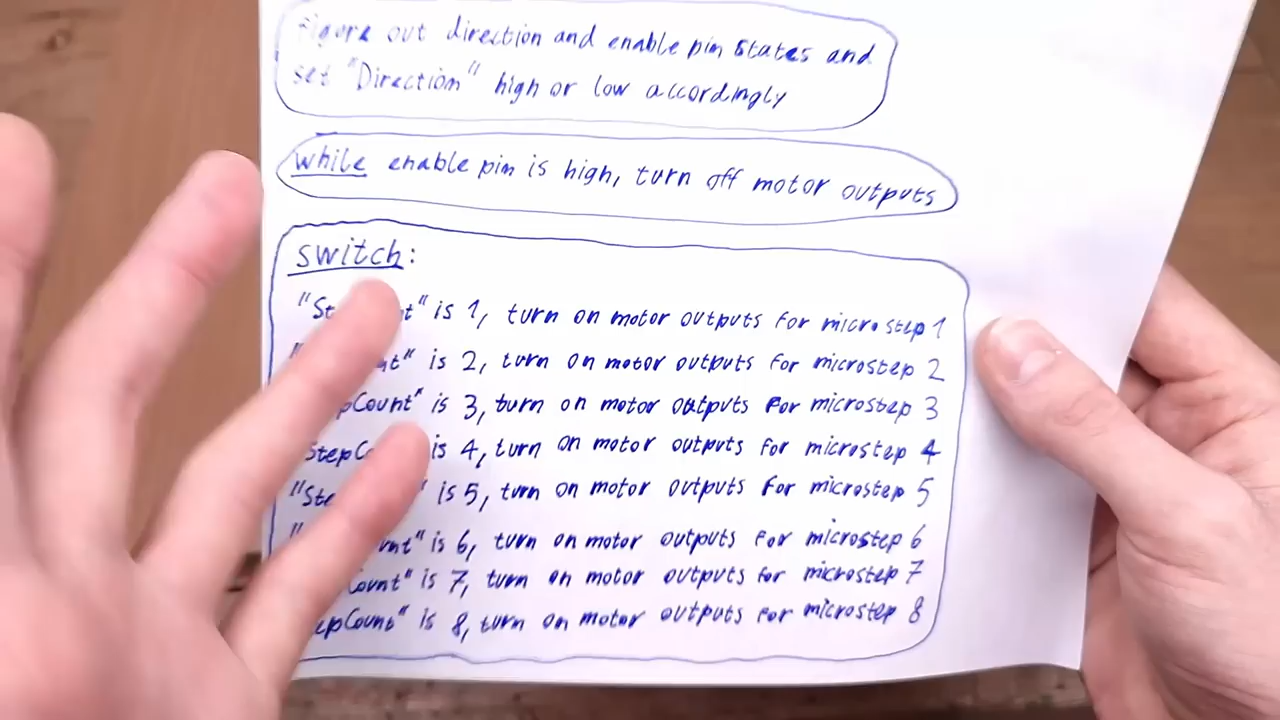 figure out direction and enable pin states and
set "Direction" high or low accordingly
while enable pin is high, turn off motor outputs
switch:
is 1, turn on motor outputs for microstep 1
is 2, turn on motor outputs for microstep 2
is 3, turn on motor outputs for microstep 3
is 4, turn on motor outputs for microstep 4
is 5, turn on motor outputs for microstep 5
is 6, turn on motor outputs for microstep 6
is 7, turn on motor outputs for microstep 7
is 8, turn on motor outputs for microstep 8